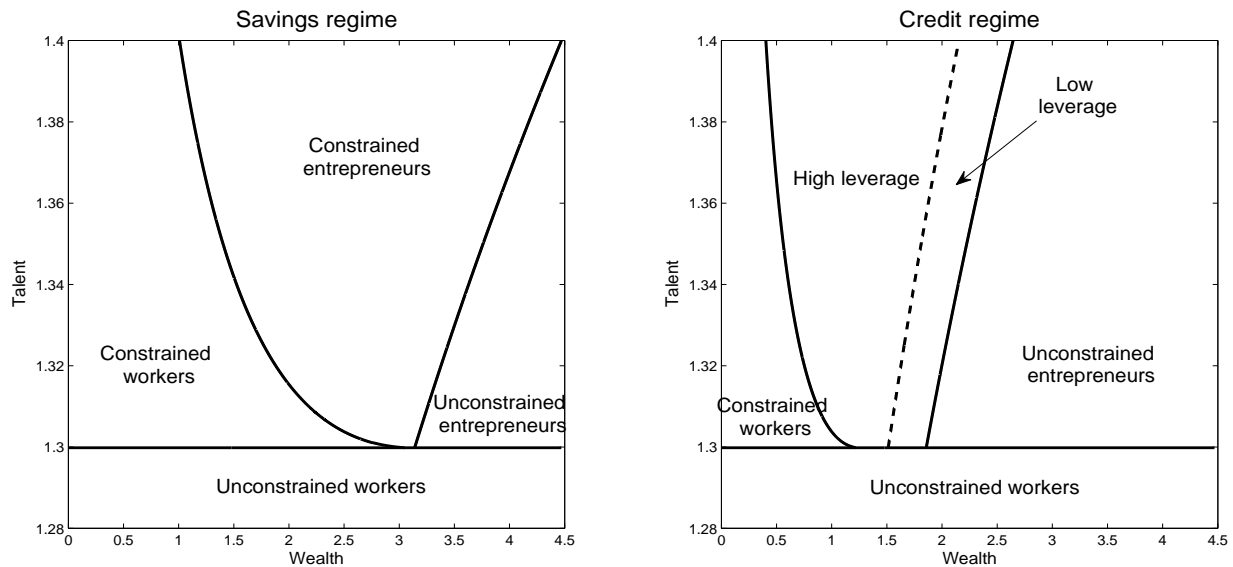 Savings regime
1.4
1.38
1.36
1.34
1.32
1.3
1.28
Talent
Constrained
entrepreneurs
Constrained
workers
Unconstrained
entrepreneurs
Unconstrained workers
0
0.5
1
1.5
2
2.5
3
3.5
4
4.5
Wealth
Credit regime
1.4
1.38
1.36
1.34
1.32
1.3
1.28
Talent
Low
leverage
High leverage
Unconstrained
entrepreneurs
Constrained
workers
Unconstrained workers
0
0.5
1
1.5
2
2.5
3
3.5
4
4.5
Wealth